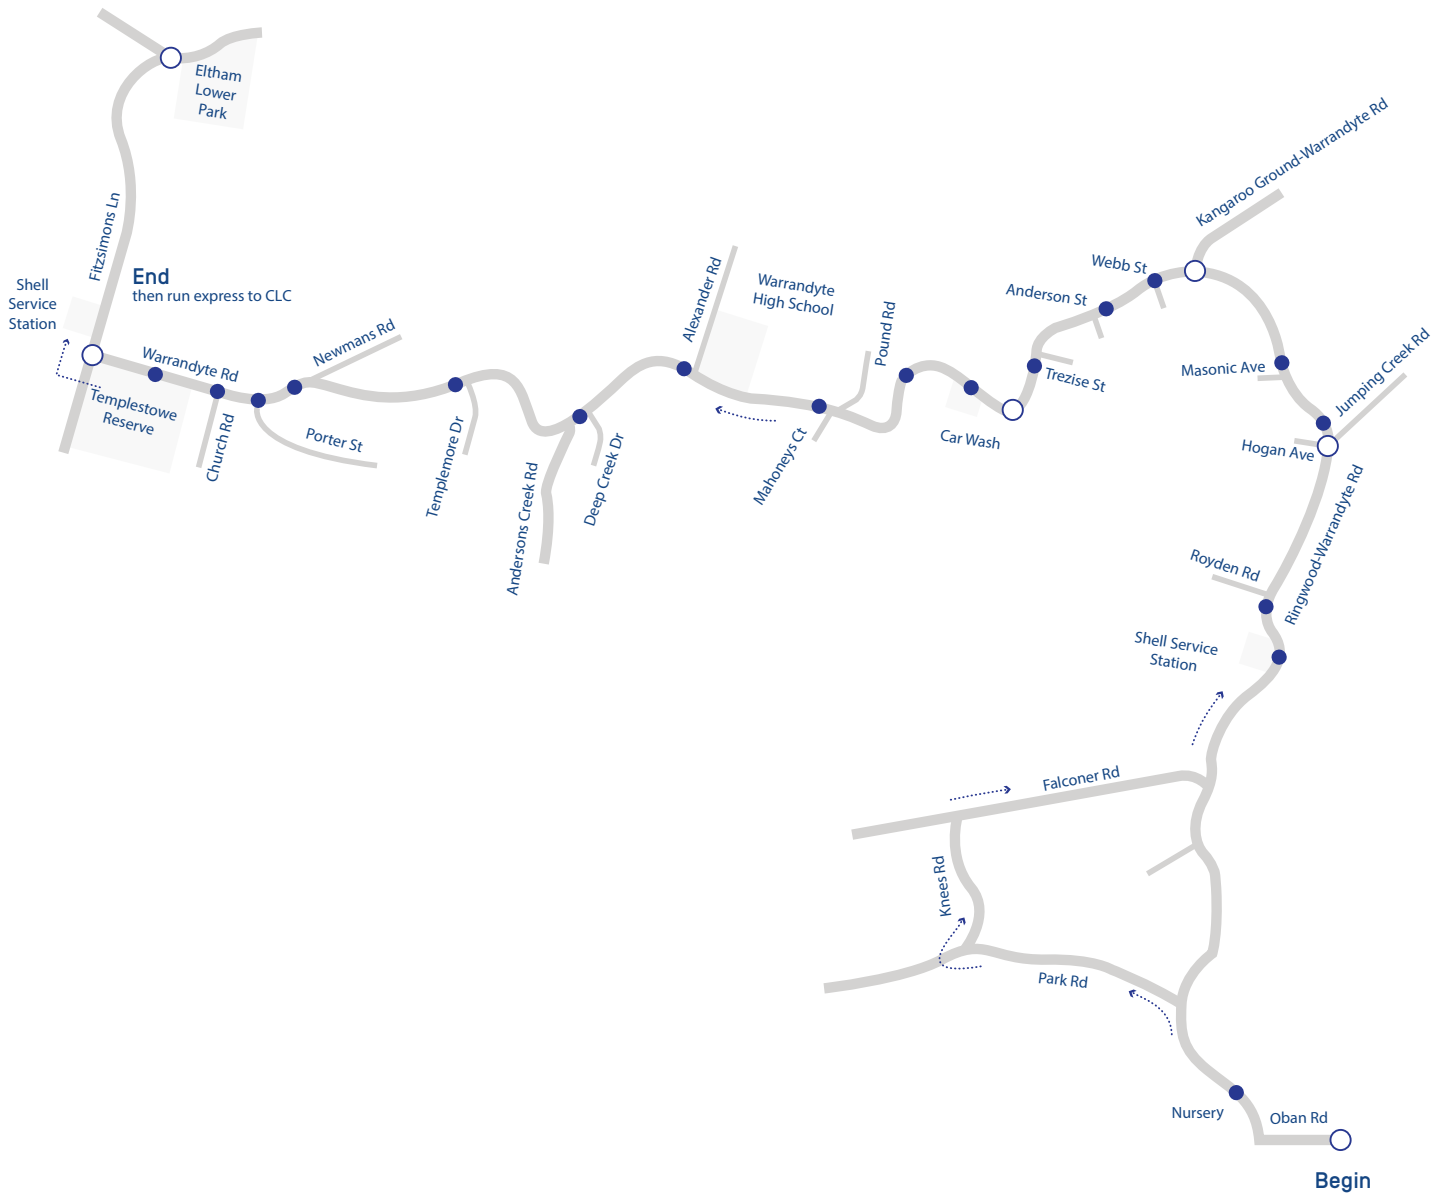 Eltham
Lower
Park
Fitzsimons Ln
End
then run express to CLC
Shell
Service
Station
Warrandyte Rd
Newmans Rd
Templestowe
Reserve
Church Rd
Porter St
Templemore Dr
Andersons Creek Rd
Deep Creek Dr
Alexander Rd
Warrandyte
High School
Mahoneys Ct
Pound Rd
Car Wash
Trezise St
Anderson St
Webb St
Kangaroo Ground-Warrandyte Rd
Masonic Ave
Jumping Creek Rd
Hogan Ave
Ringwood-Warrandyte Rd
Royden Rd
Shell Service
Station
Falconer Rd
Knees Rd
Park Rd
Nursery
Oban Rd
Begin